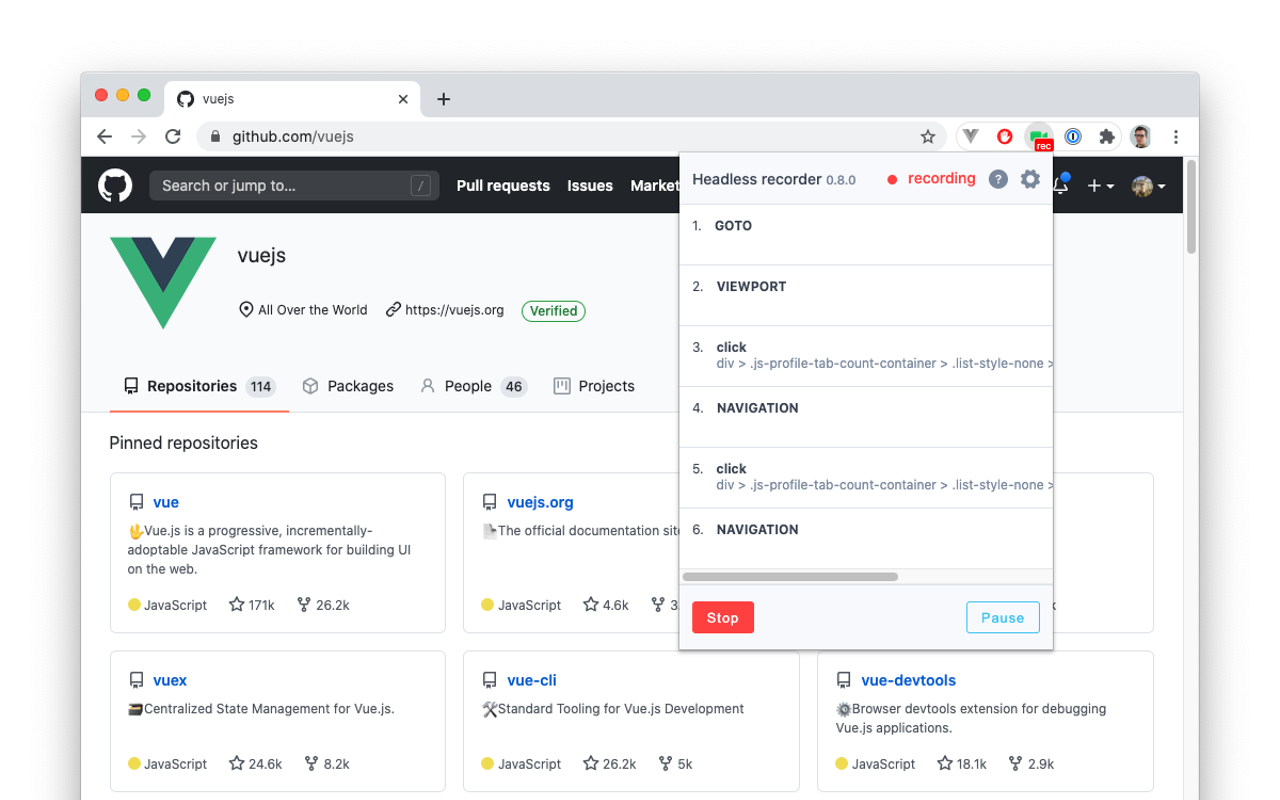 vuejs
github.com/vuejs
rec
Search or jump to...
/
Pull requests
Issues
Market
Headless recorder 0.8.0
recording
?
1. GOTO
2. VIEWPORT
3. click
div > .js-profile-tab-count-container > .list-style-none >
4. NAVIGATION
5. click
div > .js-profile-tab-count-container > .list-style-none >
6. NAVIGATION
Stop
Pause
vuejs
All Over the World
https://vuejs.org
Verified
Repositories 114
Packages
People 46
Projects
Pinned repositories
vue
Vue.js is a progressive, incrementally-
adoptable JavaScript framework for building UI
on the web.
JavaScript
171k
26.2k
vuejs.org
The official documentation site
JavaScript
4.6k
3
vuex
Centralized State Management for Vue.js.
JavaScript
24.6k
8.2k
vue-cli
Standard Tooling for Vue.js Development
JavaScript
26.2k
5k
vue-devtools
Browser devtools extension for debugging
Vue.js applications.
JavaScript
18.1k
2.9k